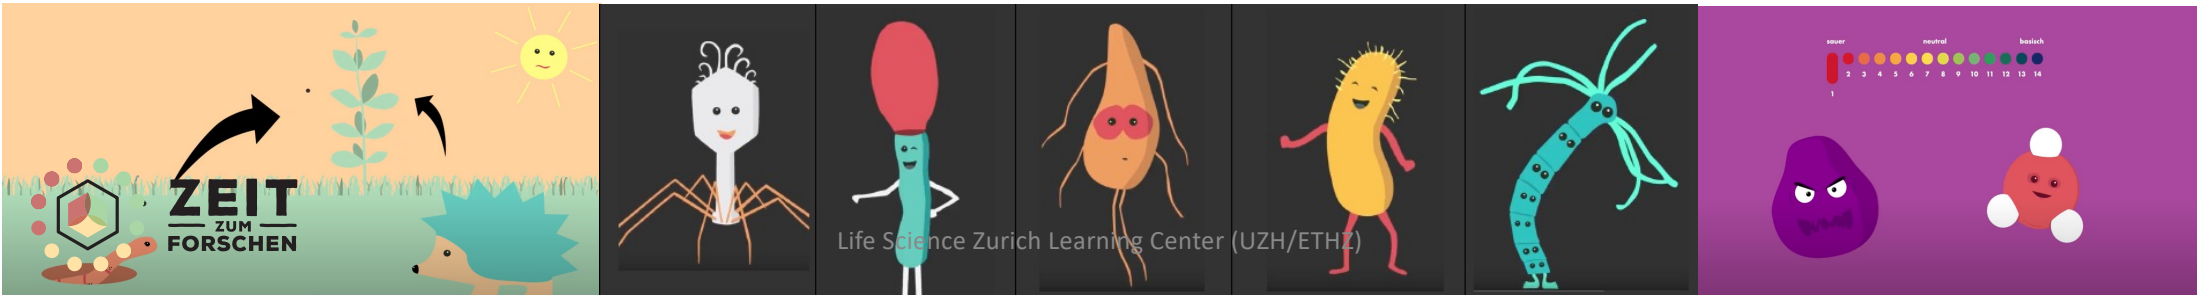 ZEIT
ZUM
FORSCHEN
Life Science Zurich Learning Center (UZH/ETHZ)
sauer neutral basisch
2 3 4 5 6 7 8 9 10 11 12 13 14
1